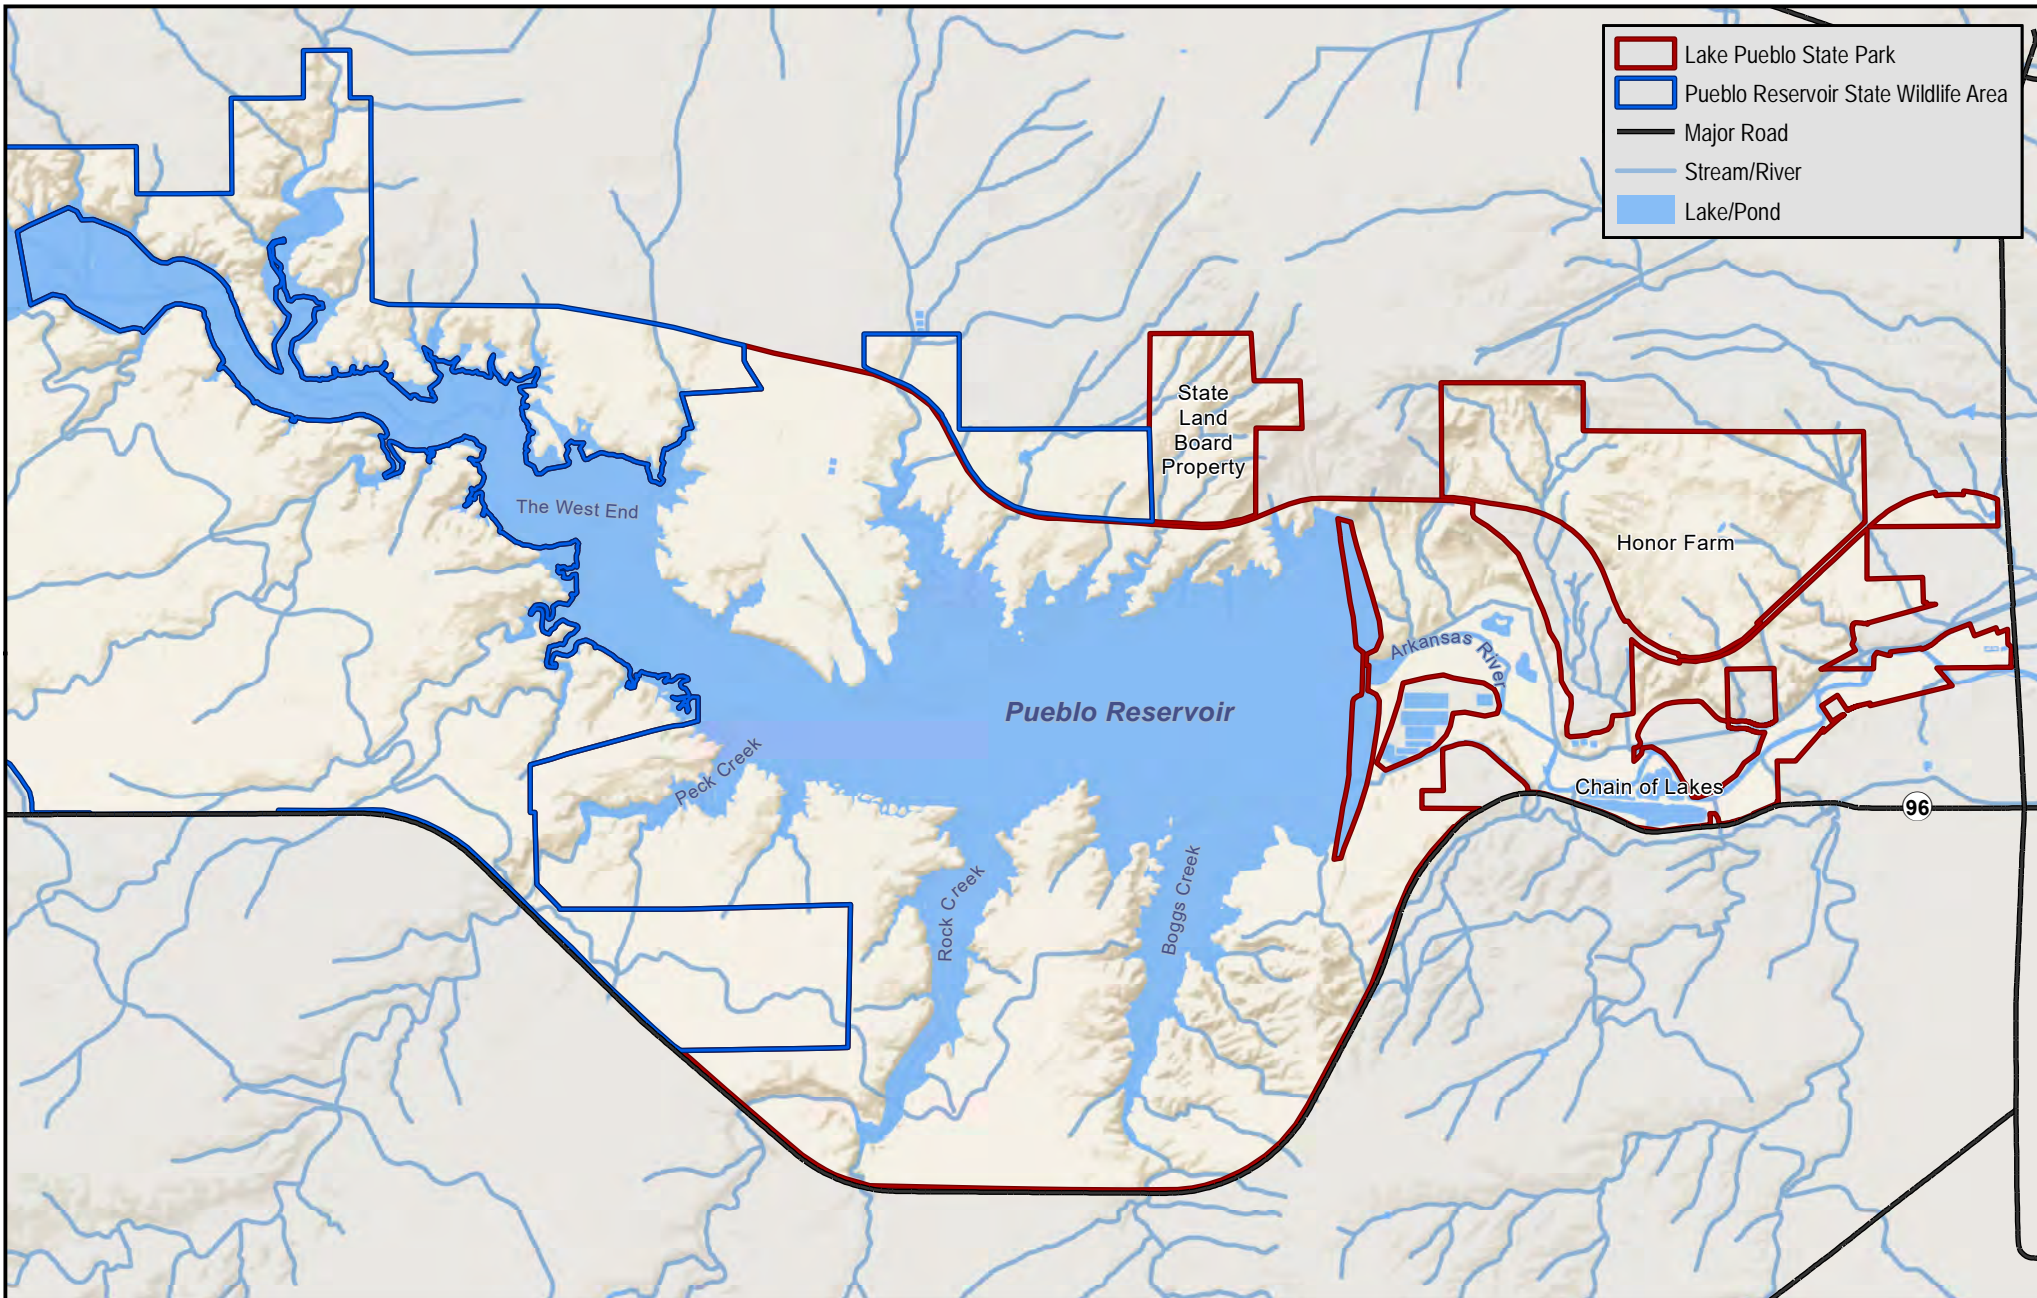 Lake Pueblo State Park
Pueblo Reservoir State Wildlife Area
Major Road
Stream/River
Lake/Pond
State
Land
Board
Property
The West End
Honor Farm
Arkansas River
Pueblo Reservoir
Peck Creek
Chain of Lakes
96
Rock Creek
Boggs Creek